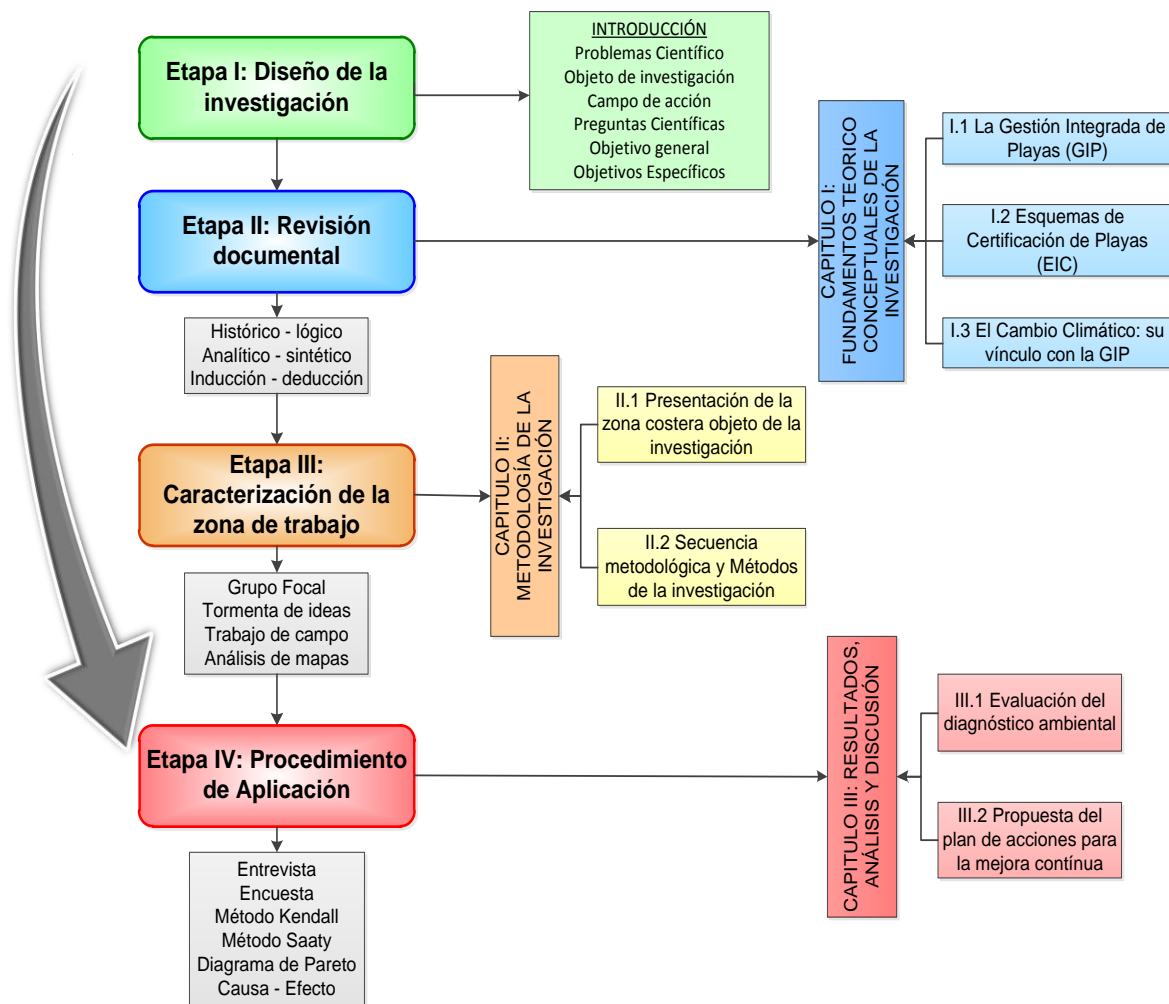 Etapa I: Diseño de la
investigación
INTRODUCCIÓN
Problemas Científico
Objeto de investigación
Campo de acción
Preguntas Científicas
Objetivo general
Objetivos Específicos
Etapa II: Revisión
documental
CAPITULO I:
FUNDAMENTOS TEORICO
CONCEPTUALES DE LA
INVESTIGACIÓN
I.1 La Gestión Integrada de
Playas (GIP)
I.2 Esquemas de
Certificación de Playas
(EIC)
I.3 El Cambio Climático: su
vínculo con la GIP
Histórico - lógico
Analítico - sintético
Inducción - deducción
Etapa III:
Caracterización de la
zona de trabajo
CAPITULO II:
METODOLOGÍA DE LA
INVESTIGACIÓN
II.1 Presentación de la
zona costera objeto de la
investigación
II.2 Secuencia
metodológica y Métodos
de la investigación
Grupo Focal
Tormenta de ideas
Trabajo de campo
Análisis de mapas
Etapa IV: Procedimiento
de Aplicación
CAPITULO III: RESULTADOS,
ANÁLISIS Y DISCUSIÓN
III.1 Evaluación del
diagnóstico ambiental
III.2 Propuesta del
plan de acciones para
la mejora contínua
Entrevista
Encuesta
Método Kendall
Método Saaty
Diagrama de Pareto
Causa - Efecto